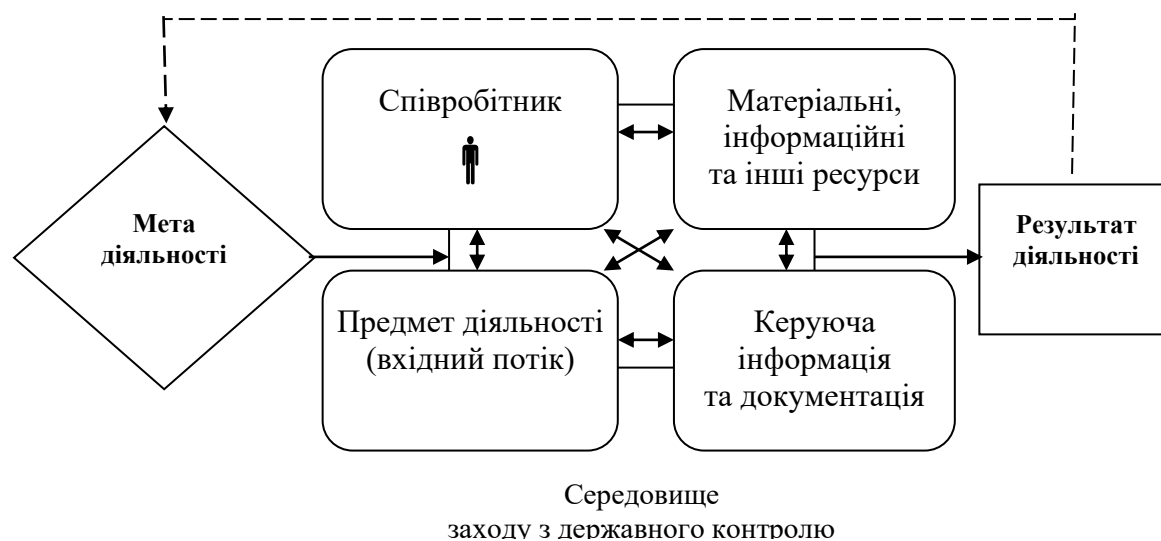 Співробітник
Матеріальні,
інформаційні
та інші ресурси
Мета
діяльності
Результат
діяльності
Предмет діяльності
(вхідний потік)
Керуюча
інформація
та документація
Середовище
заходу з державного контролю